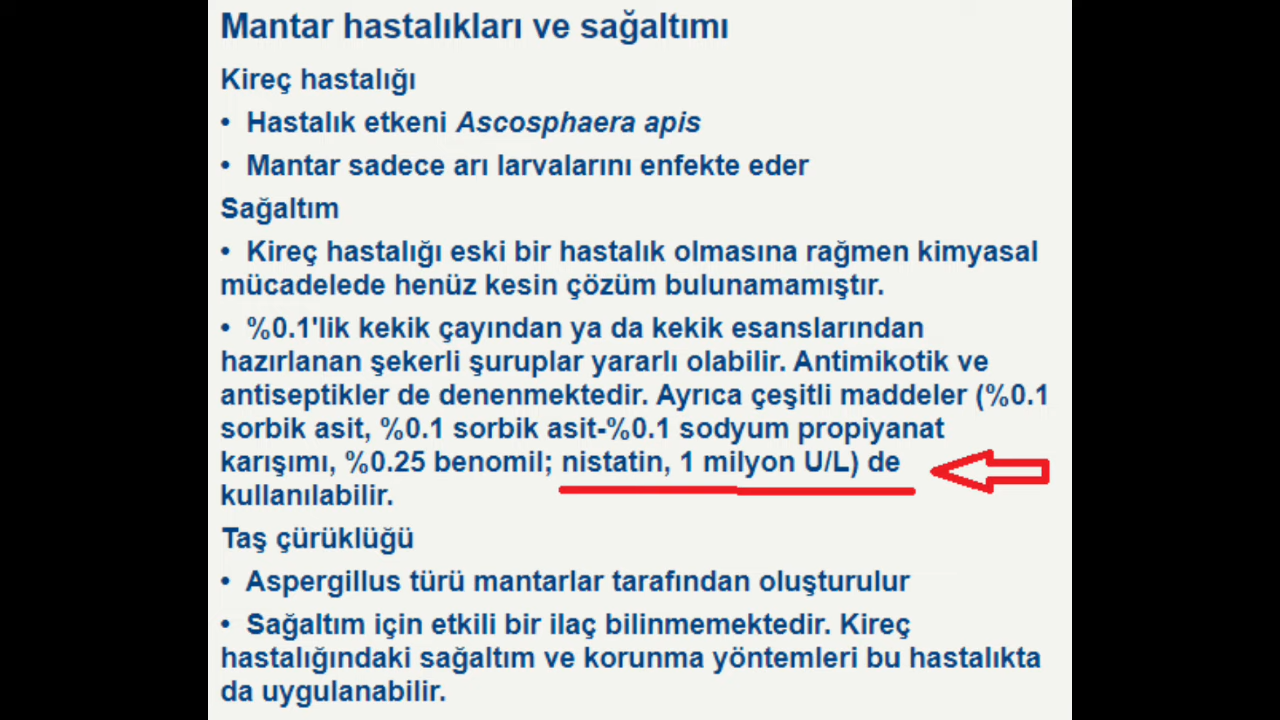 Mantar hastalıkları ve sağaltımı
Kireç hastalığı
• Hastalık etkeni Ascosphaera apis
• Mantar sadece arı larvalarını enfekte eder
Sağaltım
• Kireç hastalığı eski bir hastalık olmasına rağmen kimyasal
mücadelede henüz kesin çözüm bulunamamıştır.
• %0.1'lik kekik çayından ya da kekik esanslarından
hazırlanan şekerli şuruplar yararlı olabilir. Antimikotik ve
antiseptikler de denenmektedir. Ayrıca çeşitli maddeler (%0.1
sorbik asit, %0.1 sorbik asit-%0.1 sodyum propiyanat
karışımı, %0.25 benomil; nistatin, 1 milyon U/L) de
kullanılabilir.
Taş çürüklüğü
• Aspergillus türü mantarlar tarafından oluşturulur
• Sağaltım için etkili bir ilaç bilinmemektedir. Kireç
hastalığındaki sağaltım ve korunma yöntemleri bu hastalıkta
da uygulanabilir.